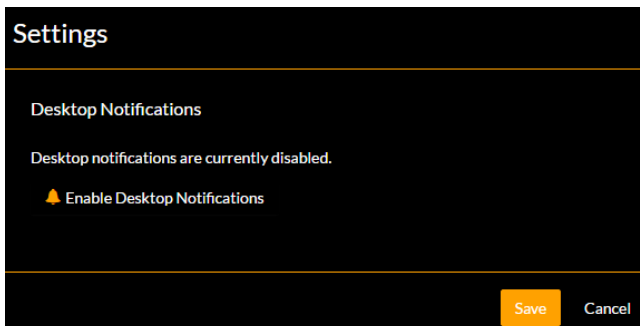 Settings
Desktop Notifications
Desktop notifications are currently disabled.
Enable Desktop Notifications
Save Cancel